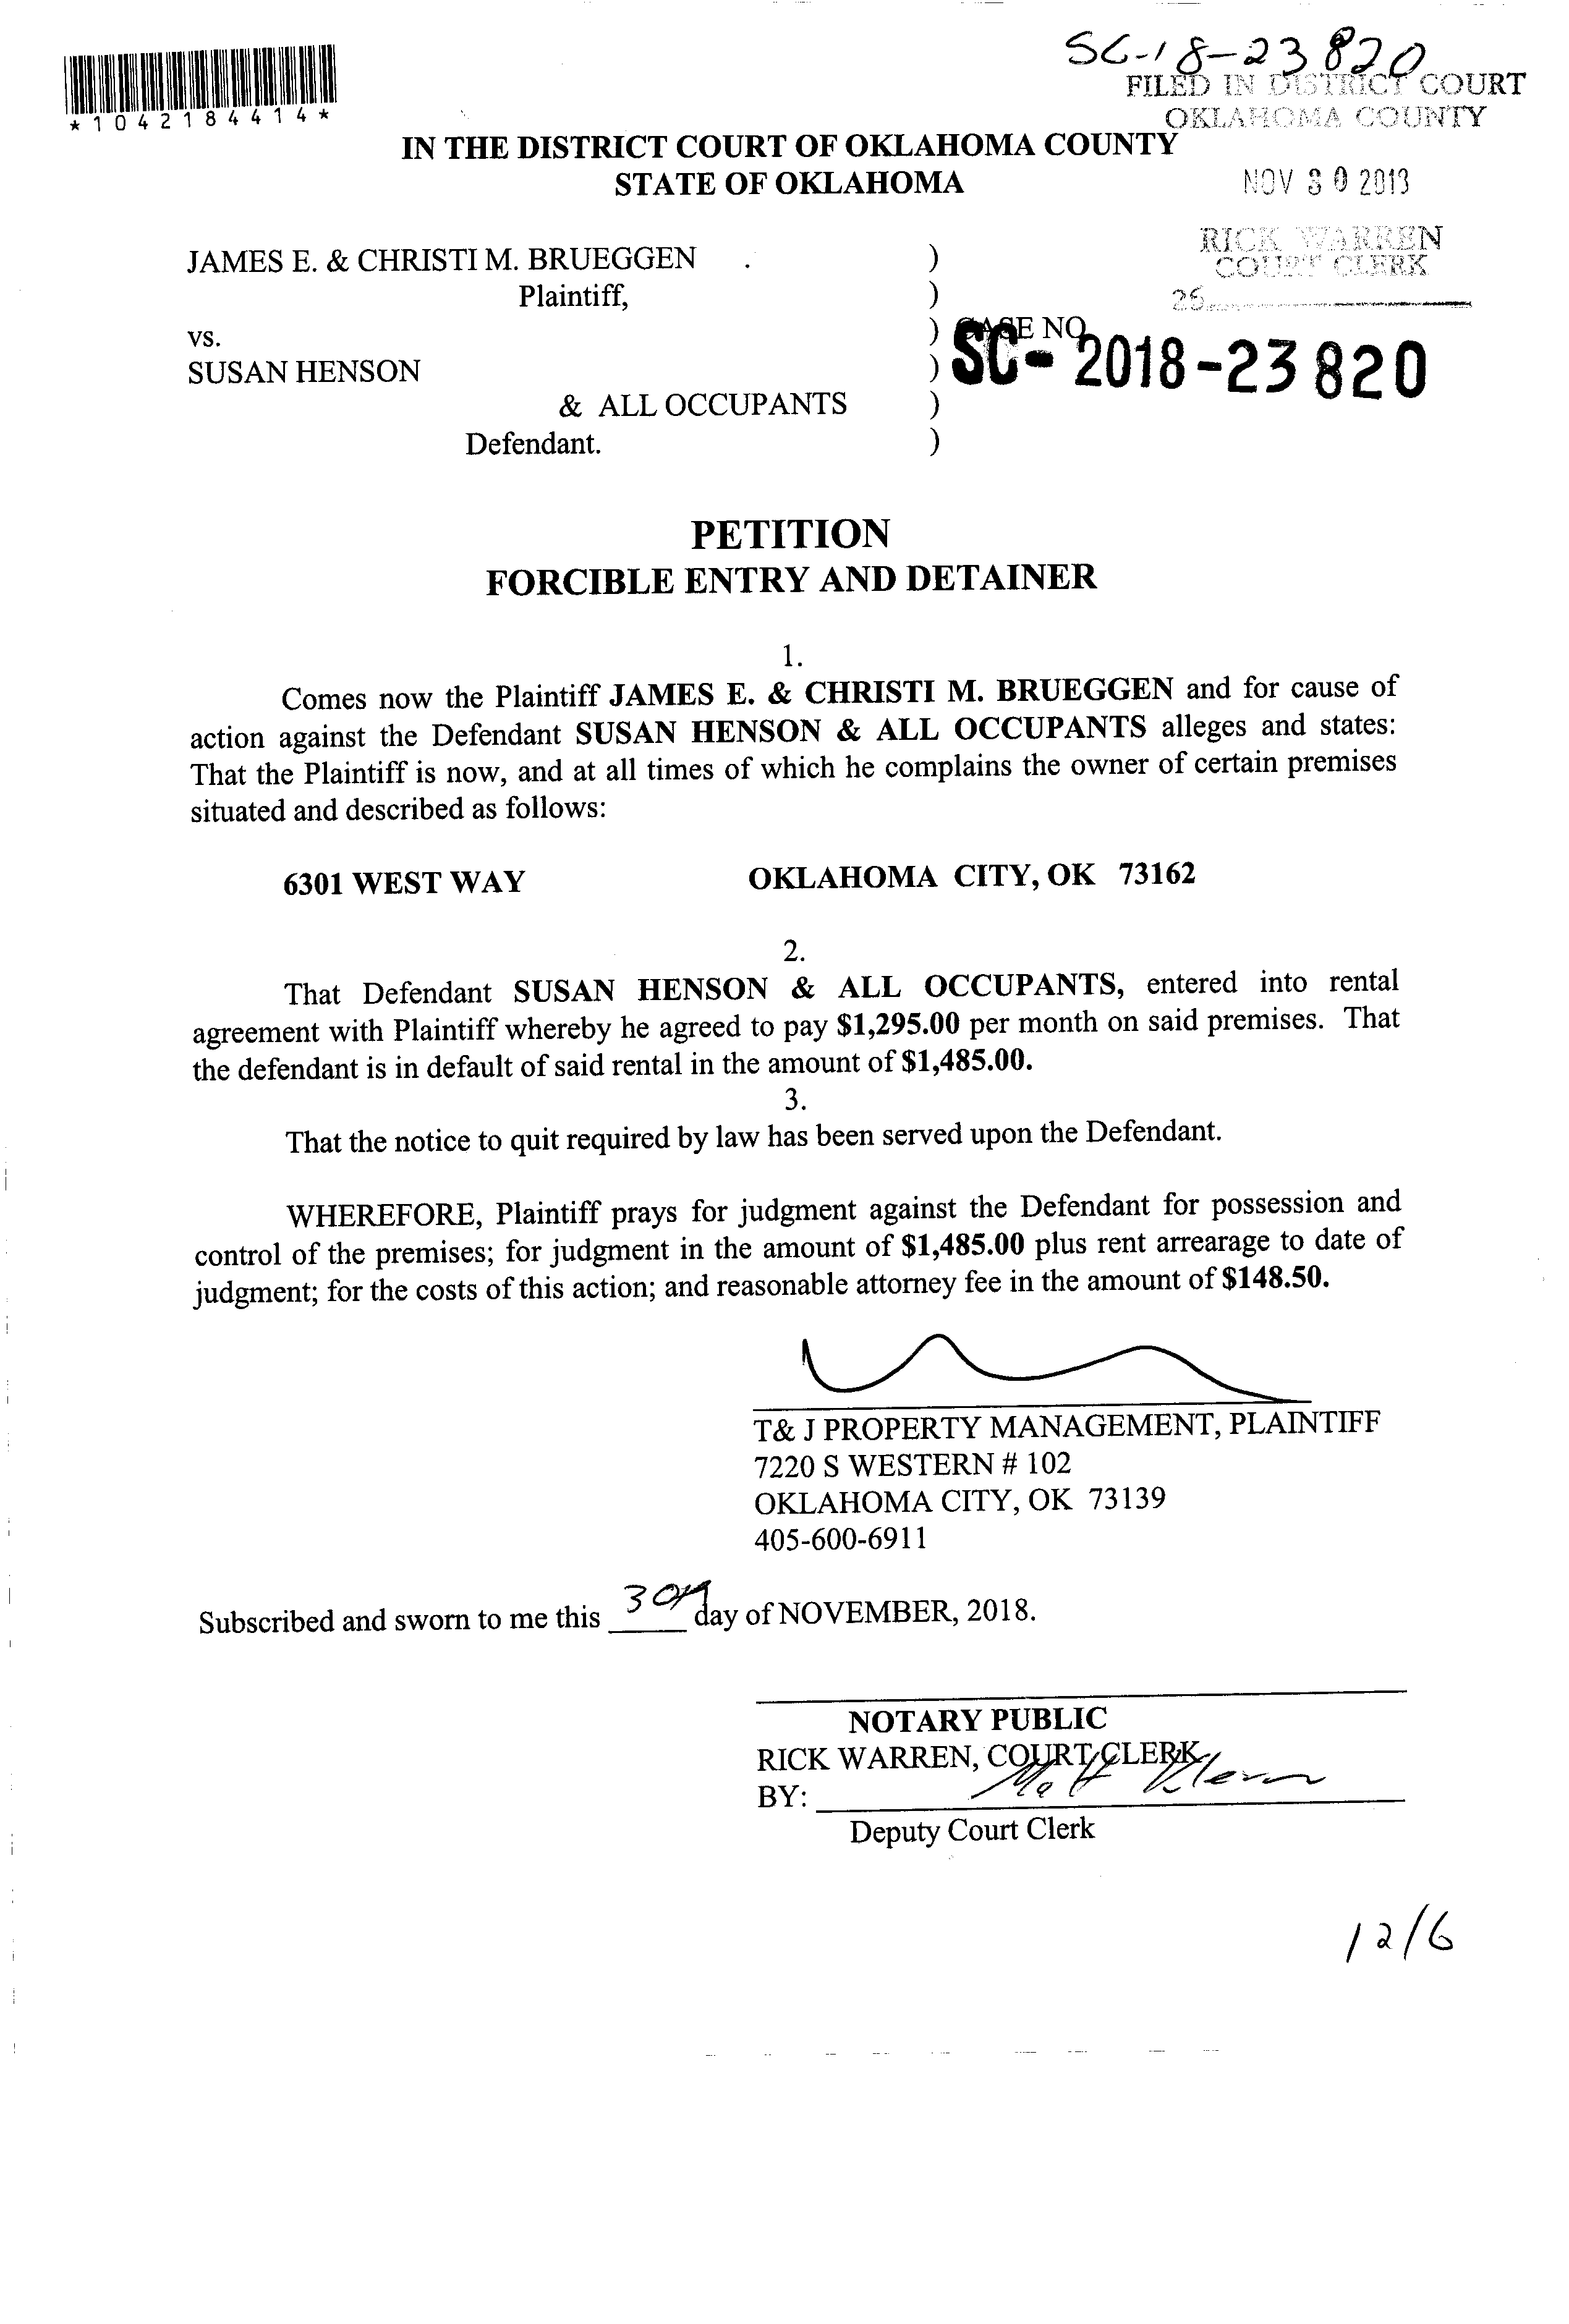 SC-18-23820
FILED IN DISTRICT COURT
OKLAHOMA COUNTY
*1042184414*
IN THE DISTRICT COURT OF OKLAHOMA COUNTY
STATE OF OKLAHOMA
NOV 30 2018
RICK WARREN
COURT CLERK
JAMES E. & CHRISTI M. BRUEGGEN )
Plaintiff, )
25
vs. ) CASE NO.
SUSAN HENSON ) SC- 2018-23820
& ALL OCCUPANTS )
Defendant. )
PETITION
FORCIBLE ENTRY AND DETAINER
1.
Comes now the Plaintiff JAMES E. & CHRISTI M. BRUEGGEN and for cause of
action against the Defendant SUSAN HENSON & ALL OCCUPANTS alleges and states:
That the Plaintiff is now, and at all times of which he complains the owner of certain premises
situated and described as follows:
6301 WEST WAY OKLAHOMA CITY, OK 73162
2.
That Defendant SUSAN HENSON & ALL OCCUPANTS, entered into rental
agreement with Plaintiff whereby he agreed to pay $1,295.00 per month on said premises. That
the defendant is in default of said rental in the amount of $1,485.00.
3.
That the notice to quit required by law has been served upon the Defendant.
WHEREFORE, Plaintiff prays for judgment against the Defendant for possession and
control of the premises; for judgment in the amount of $1,485.00 plus rent arrearage to date of
judgment; for the costs of this action; and reasonable attorney fee in the amount of $148.50.
T& J PROPERTY MANAGEMENT, PLAINTIFF
7220 S WESTERN # 102
OKLAHOMA CITY, OK 73139
405-600-6911
Subscribed and sworn to me this 30th day of NOVEMBER, 2018.
NOTARY PUBLIC
RICK WARREN, COURT CLERK
BY: Matt
Deputy Court Clerk
12/6